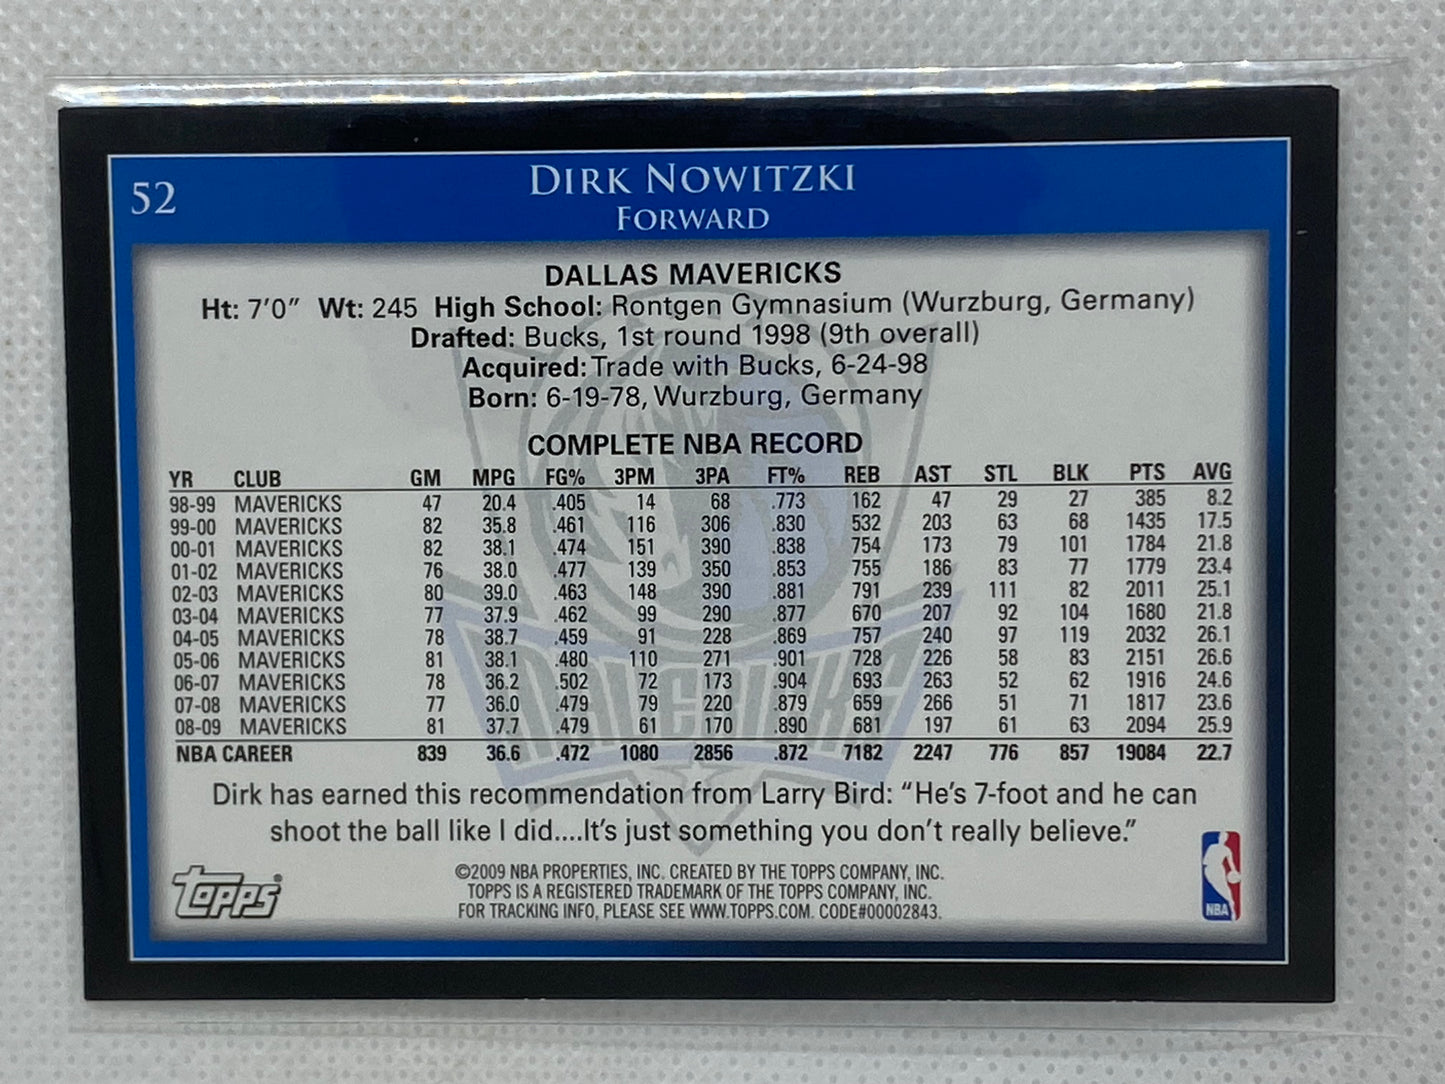 52
DIRK NOWITZKI
FORWARD
DALLAS MAVERICKS
Ht: 7'0" Wt: 245 High School: Rontgen Gymnasium (Wurzburg, Germany)
Drafted: Bucks, 1st round 1998 (9th overall)
Acquired: Trade with Bucks, 6-24-98
Born: 6-19-78, Wurzburg, Germany
COMPLETE NBA RECORD
YR CLUB GM MPG FG% 3PM 3PA FT% REB AST STL BLK PTS AVG
98-99 MAVERICKS 47 20.4 .405 14 68 .773 162 47 29 27 385 8.2
99-00 MAVERICKS 82 35.8 .461 116 306 .830 532 203 63 68 1435 17.5
00-01 MAVERICKS 82 38.1 .474 151 390 .838 754 173 79 101 1784 21.8
01-02 MAVERICKS 76 38.0 .477 139 350 .853 755 186 83 77 1779 23.4
02-03 MAVERICKS 80 39.0 .463 148 390 .881 791 239 111 82 2011 25.1
03-04 MAVERICKS 77 37.9 .462 99 290 .877 670 207 92 104 1680 21.8
04-05 MAVERICKS 78 38.7 .459 91 228 .869 757 240 97 119 2032 26.1
05-06 MAVERICKS 81 38.1 .480 110 271 .901 728 226 58 83 2151 26.6
06-07 MAVERICKS 78 36.2 .502 72 173 .904 693 263 52 62 1916 24.6
07-08 MAVERICKS 77 36.0 .479 79 220 .879 659 266 51 71 1817 23.6
08-09 MAVERICKS 81 37.7 .479 61 170 .890 681 197 61 63 2094 25.9
NBA CAREER 839 36.6 .472 1080 2856 .872 7182 2247 776 857 19084 22.7
Dirk has earned this recommendation from Larry Bird: “He's 7-foot and he can
shoot the ball like I did....It's just something you don't really believe.”
©2009 NBA PROPERTIES, INC. CREATED BY THE TOPPS COMPANY, INC.
TOPPS IS A REGISTERED TRADEMARK OF THE TOPPS COMPANY, INC.
FOR TRACKING INFO, PLEASE SEE WWW.TOPPS.COM. CODE#00002843.
TOPPS®
NBA